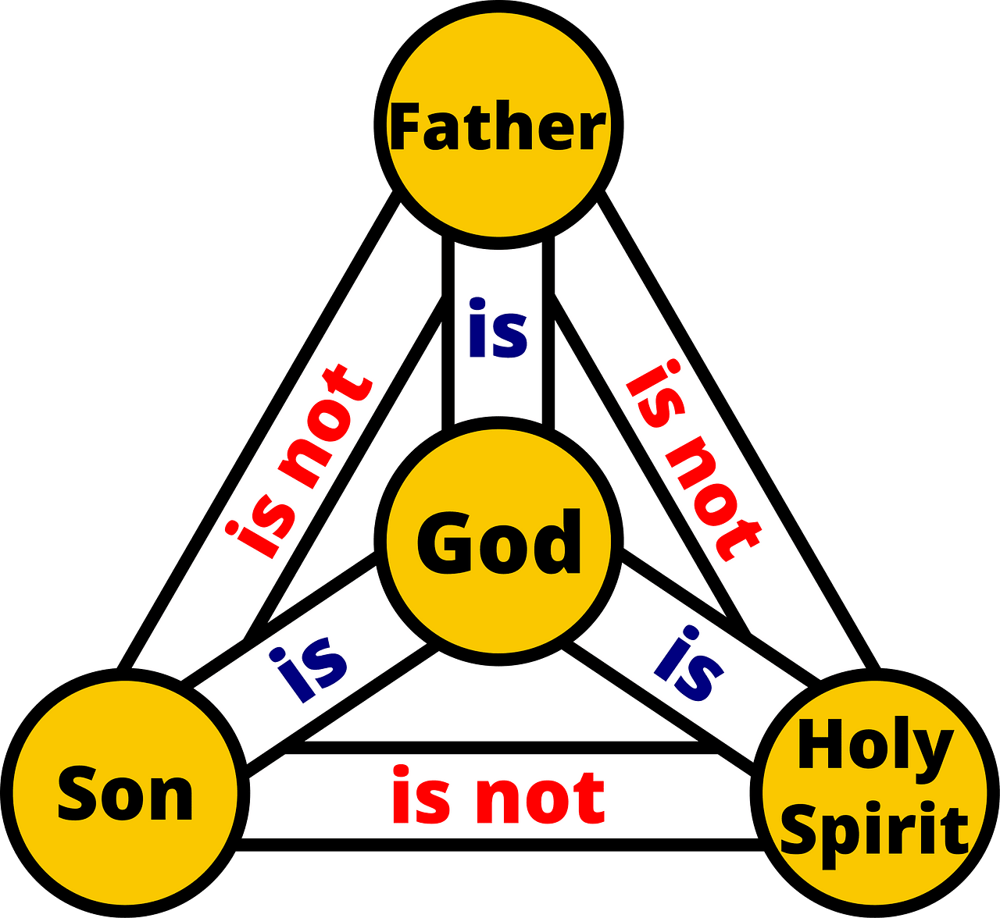 Father
is
is not
is not
God
is
is
Holy
Spirit
Son
is not